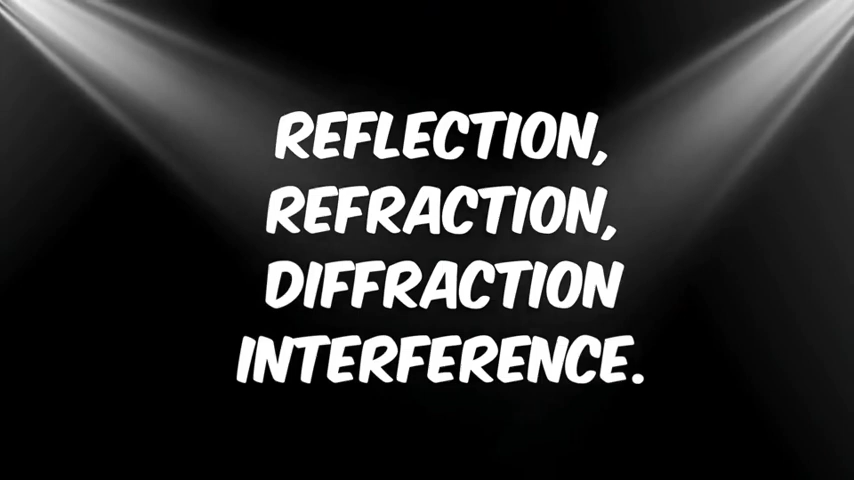 REFLECTION,
REFRACTION,
DIFFRACTION
INTERFERENCE.